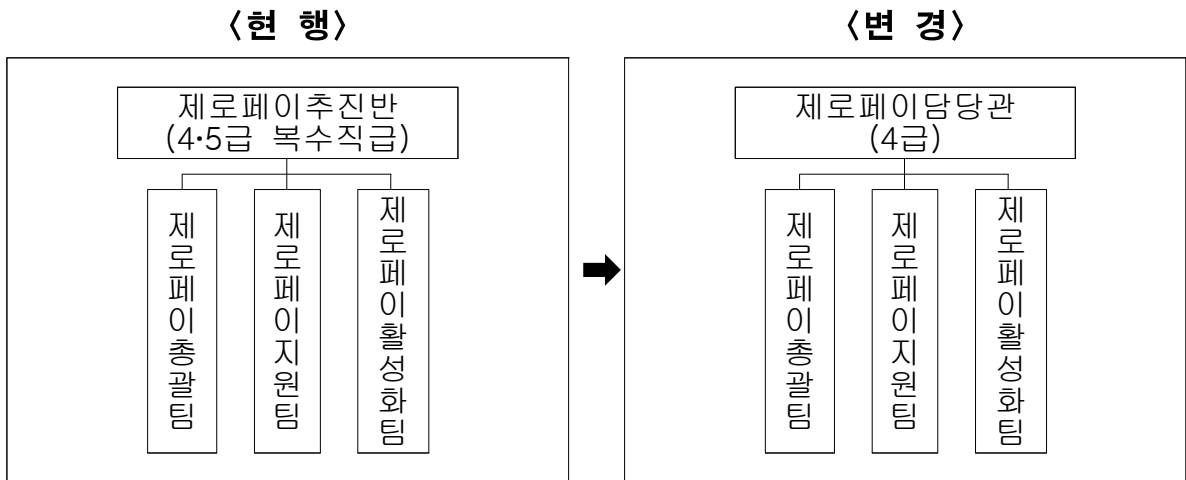 〈현 행〉
제로페이추진반
(4·5급 복수직급)
제로페이총괄팀
제로페이지원팀
제로페이활성화팀
➡
〈변 경〉
제로페이담당관
(4급)
제로페이총괄팀
제로페이지원팀
제로페이활성화팀